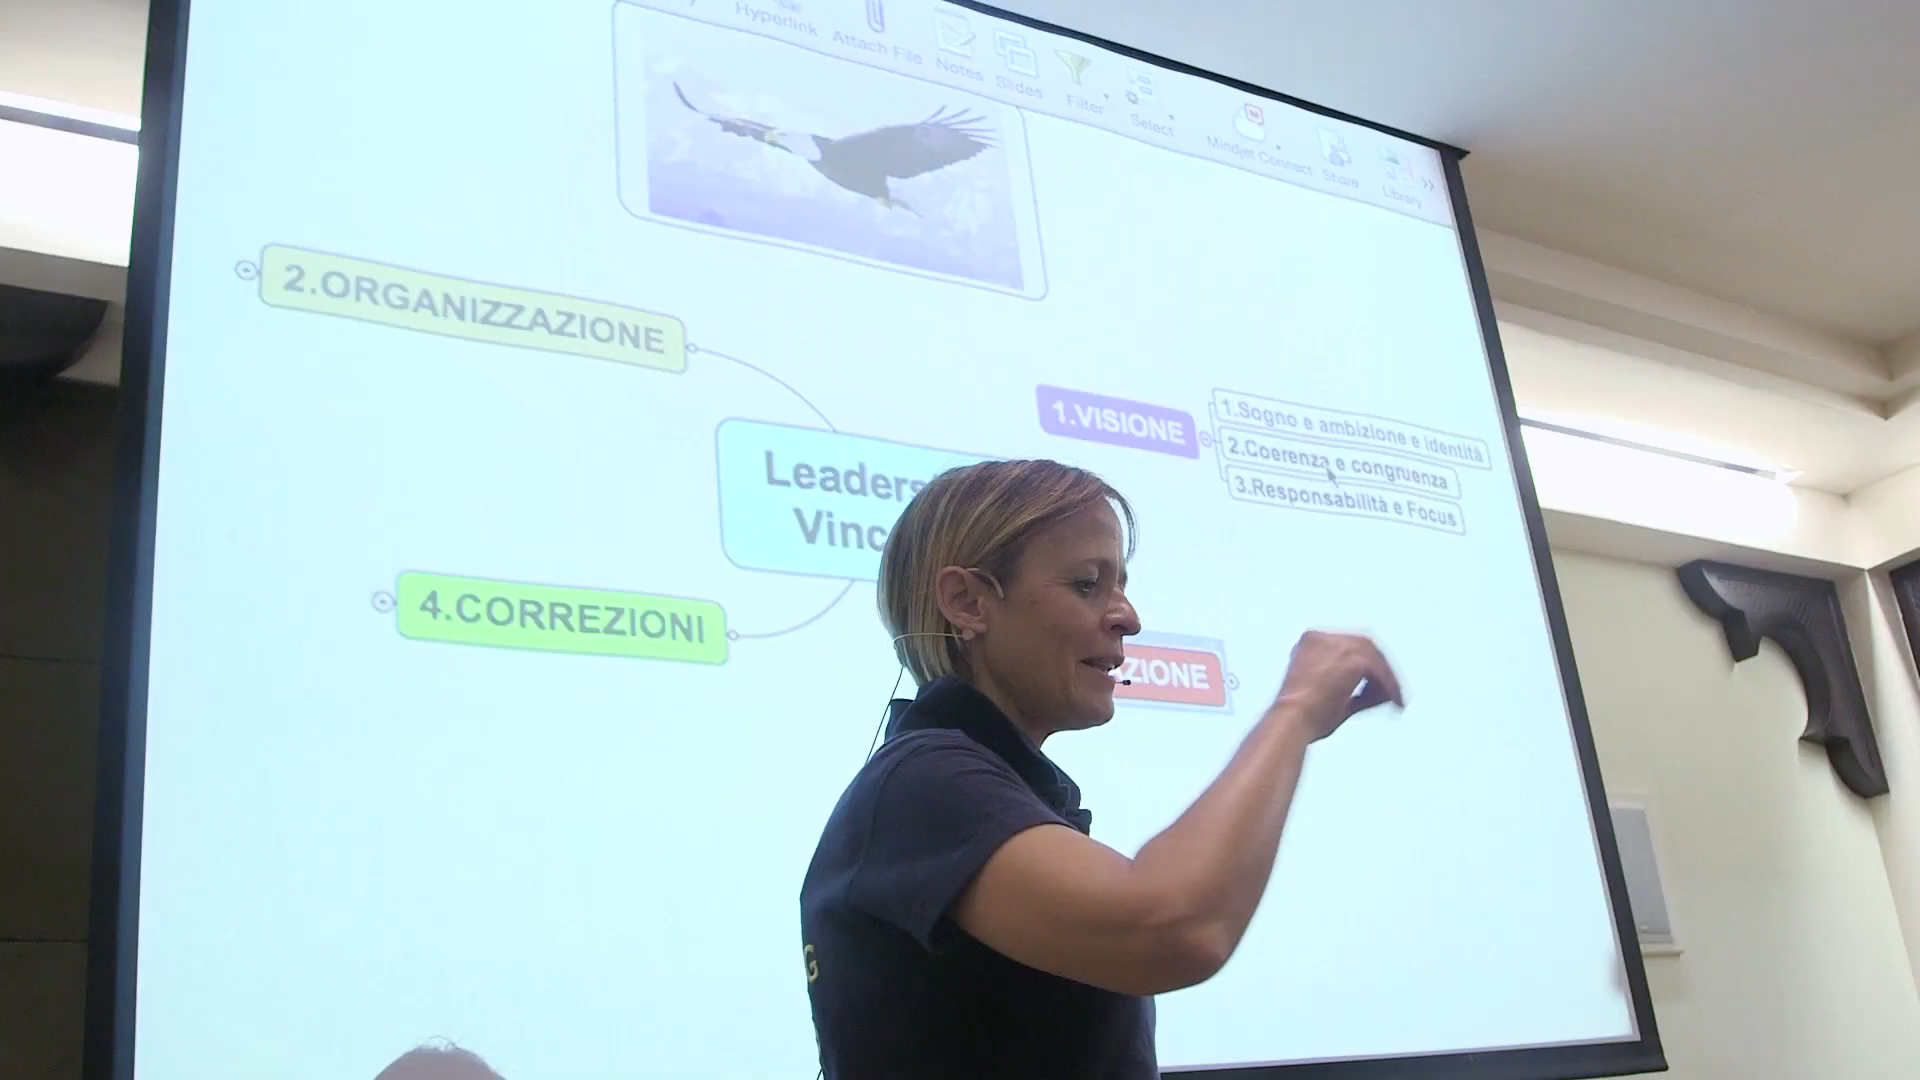 Hyperlink
Attach File
Notes
Slides
Filter
Select
Mindjet Connect
Share
Library
2.ORGANIZZAZIONE
1.VISIONE
1.Sogno e ambizione e identità
2.Coerenza e congruenza
3.Responsabilità e Focus
Leaders
Vinc
4.CORREZIONI
AZIONE
G